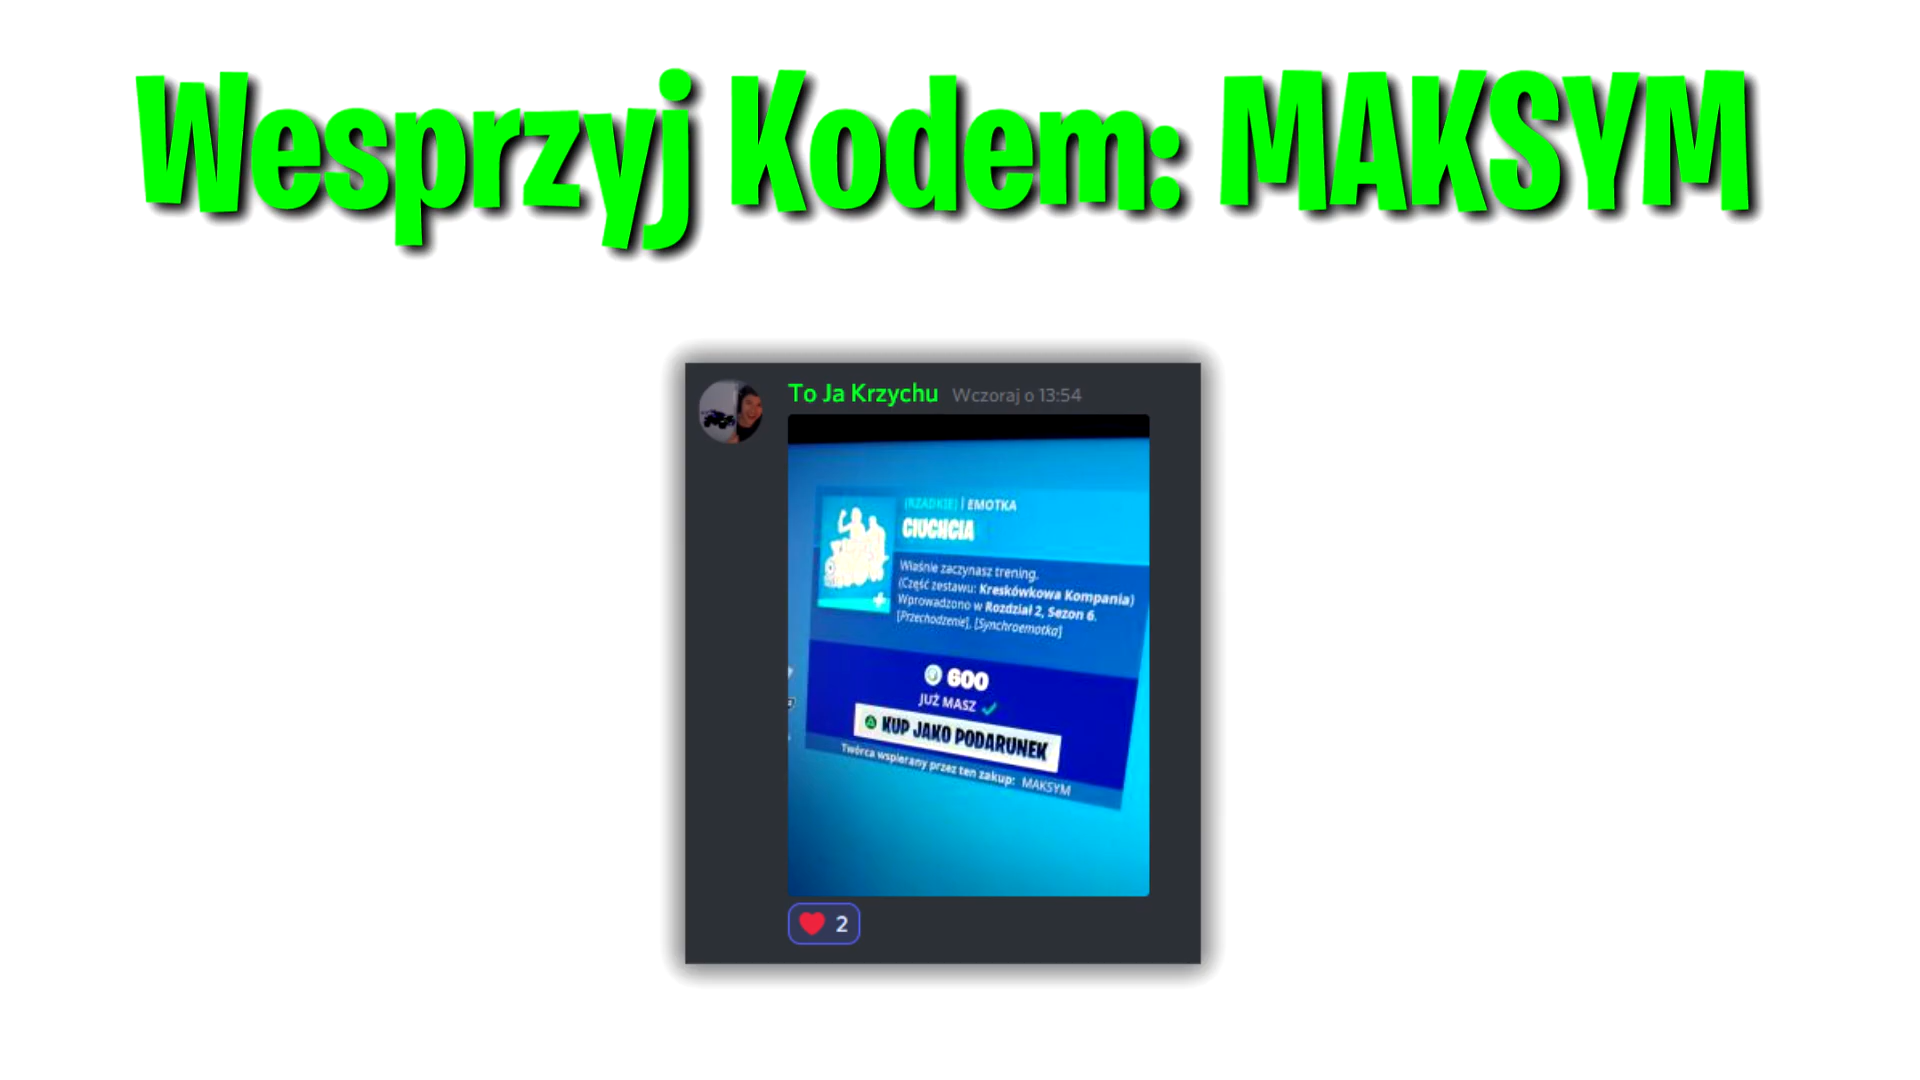 Wesprzyj Kodem: MAKSYM
To Ja Krzychu Wczoraj o 13:54
[RZADKIE] | EMOTKA
CIUCHCIA
Właśnie zaczynasz trening.
(Część zestawu: Kreskówkowa Kompania)
Wprowadzono w Rozdział 2, Sezon 6.
[Przechodzenie], [Synchroemotka]
600
JUŻ MASZ
KUP JAKO PODARUNEK
Twórca wspierany przez ten zakup: MAKSYM
2